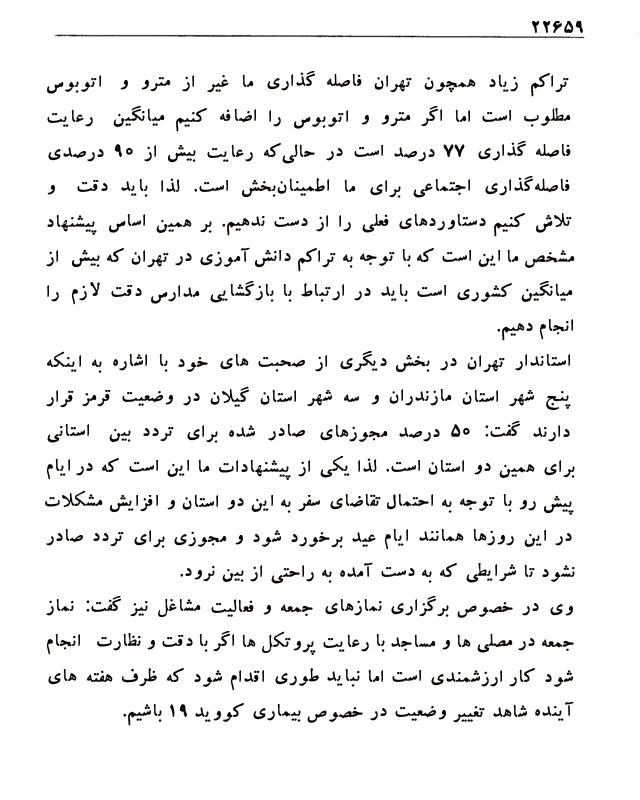 ۲۲۶۵۹
تراکم زیاد همچون تهران فاصله گذاری ما غیر از مترو و اتوبوس
مطلوب است اما اگر مترو و اتوبوس را اضافه کنیم میانگین رعایت
فاصله گذاری ۷۷ درصد است در حالی‌که رعایت بیش از ۹۰ درصدی
فاصله‌گذاری اجتماعی برای ما اطمینان‌بخش است. لذا باید دقت و
تلاش کنیم دستاوردهای فعلی را از دست ندهیم. بر همین اساس پیشنهاد
مشخص ما این است که با توجه به تراکم دانش آموزی در تهران که بیش از
میانگین کشوری است باید در ارتباط با بازگشایی مدارس دقت لازم را
انجام دهیم.
استاندار تهران در بخش دیگری از صحبت های خود با اشاره به اینکه
پنج شهر استان مازندران و سه شهر استان گیلان در وضعیت قرمز قرار
دارند گفت: ۵۰ درصد مجوزهای صادر شده برای تردد بین استانی
برای همین دو استان است. لذا یکی از پیشنهادات ما این است که در ایام
پیش رو با توجه به احتمال تقاضای سفر به این دو استان و افزایش مشکلات
در این روزها همانند ایام عید برخورد شود و مجوزی برای تردد صادر
نشود تا شرایطی که به دست آمده به راحتی از بین نرود.
وی در خصوص برگزاری نمازهای جمعه و فعالیت مشاغل نیز گفت: نماز
جمعه در مصلی ها و مساجد با رعایت پروتکل ها اگر با دقت و نظارت انجام
شود کار ارزشمندی است اما نباید طوری اقدام شود که ظرف هفته های
آینده شاهد تغییر وضعیت در خصوص بیماری کووید ۱۹ باشیم.